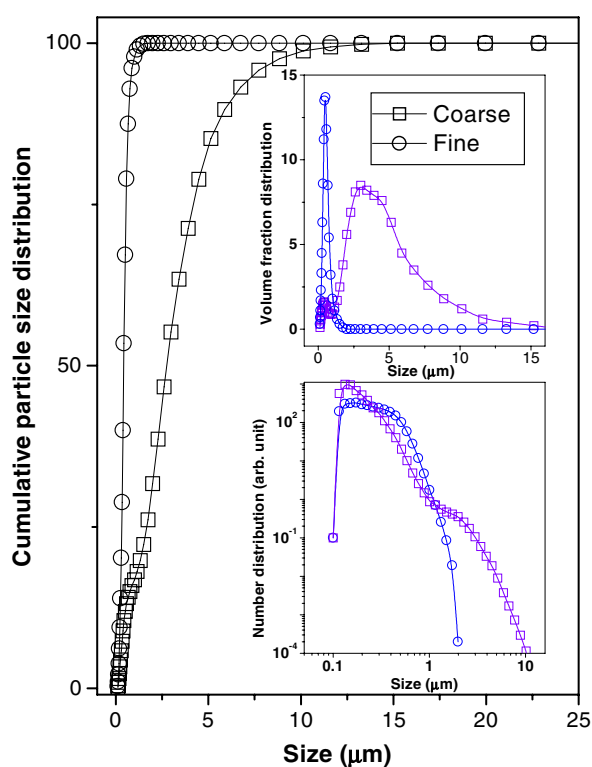 100
50
0
Cumulative particle size distribution
0 5 10 15 20 25
Size (μm)
15
10
5
0
Volume fraction distribution
0 5 10 15
Size (μm)
Coarse
Fine
10²
10⁻¹
10⁻⁴
Number distribution (arb. unit)
0.1 1 10
Size (μm)